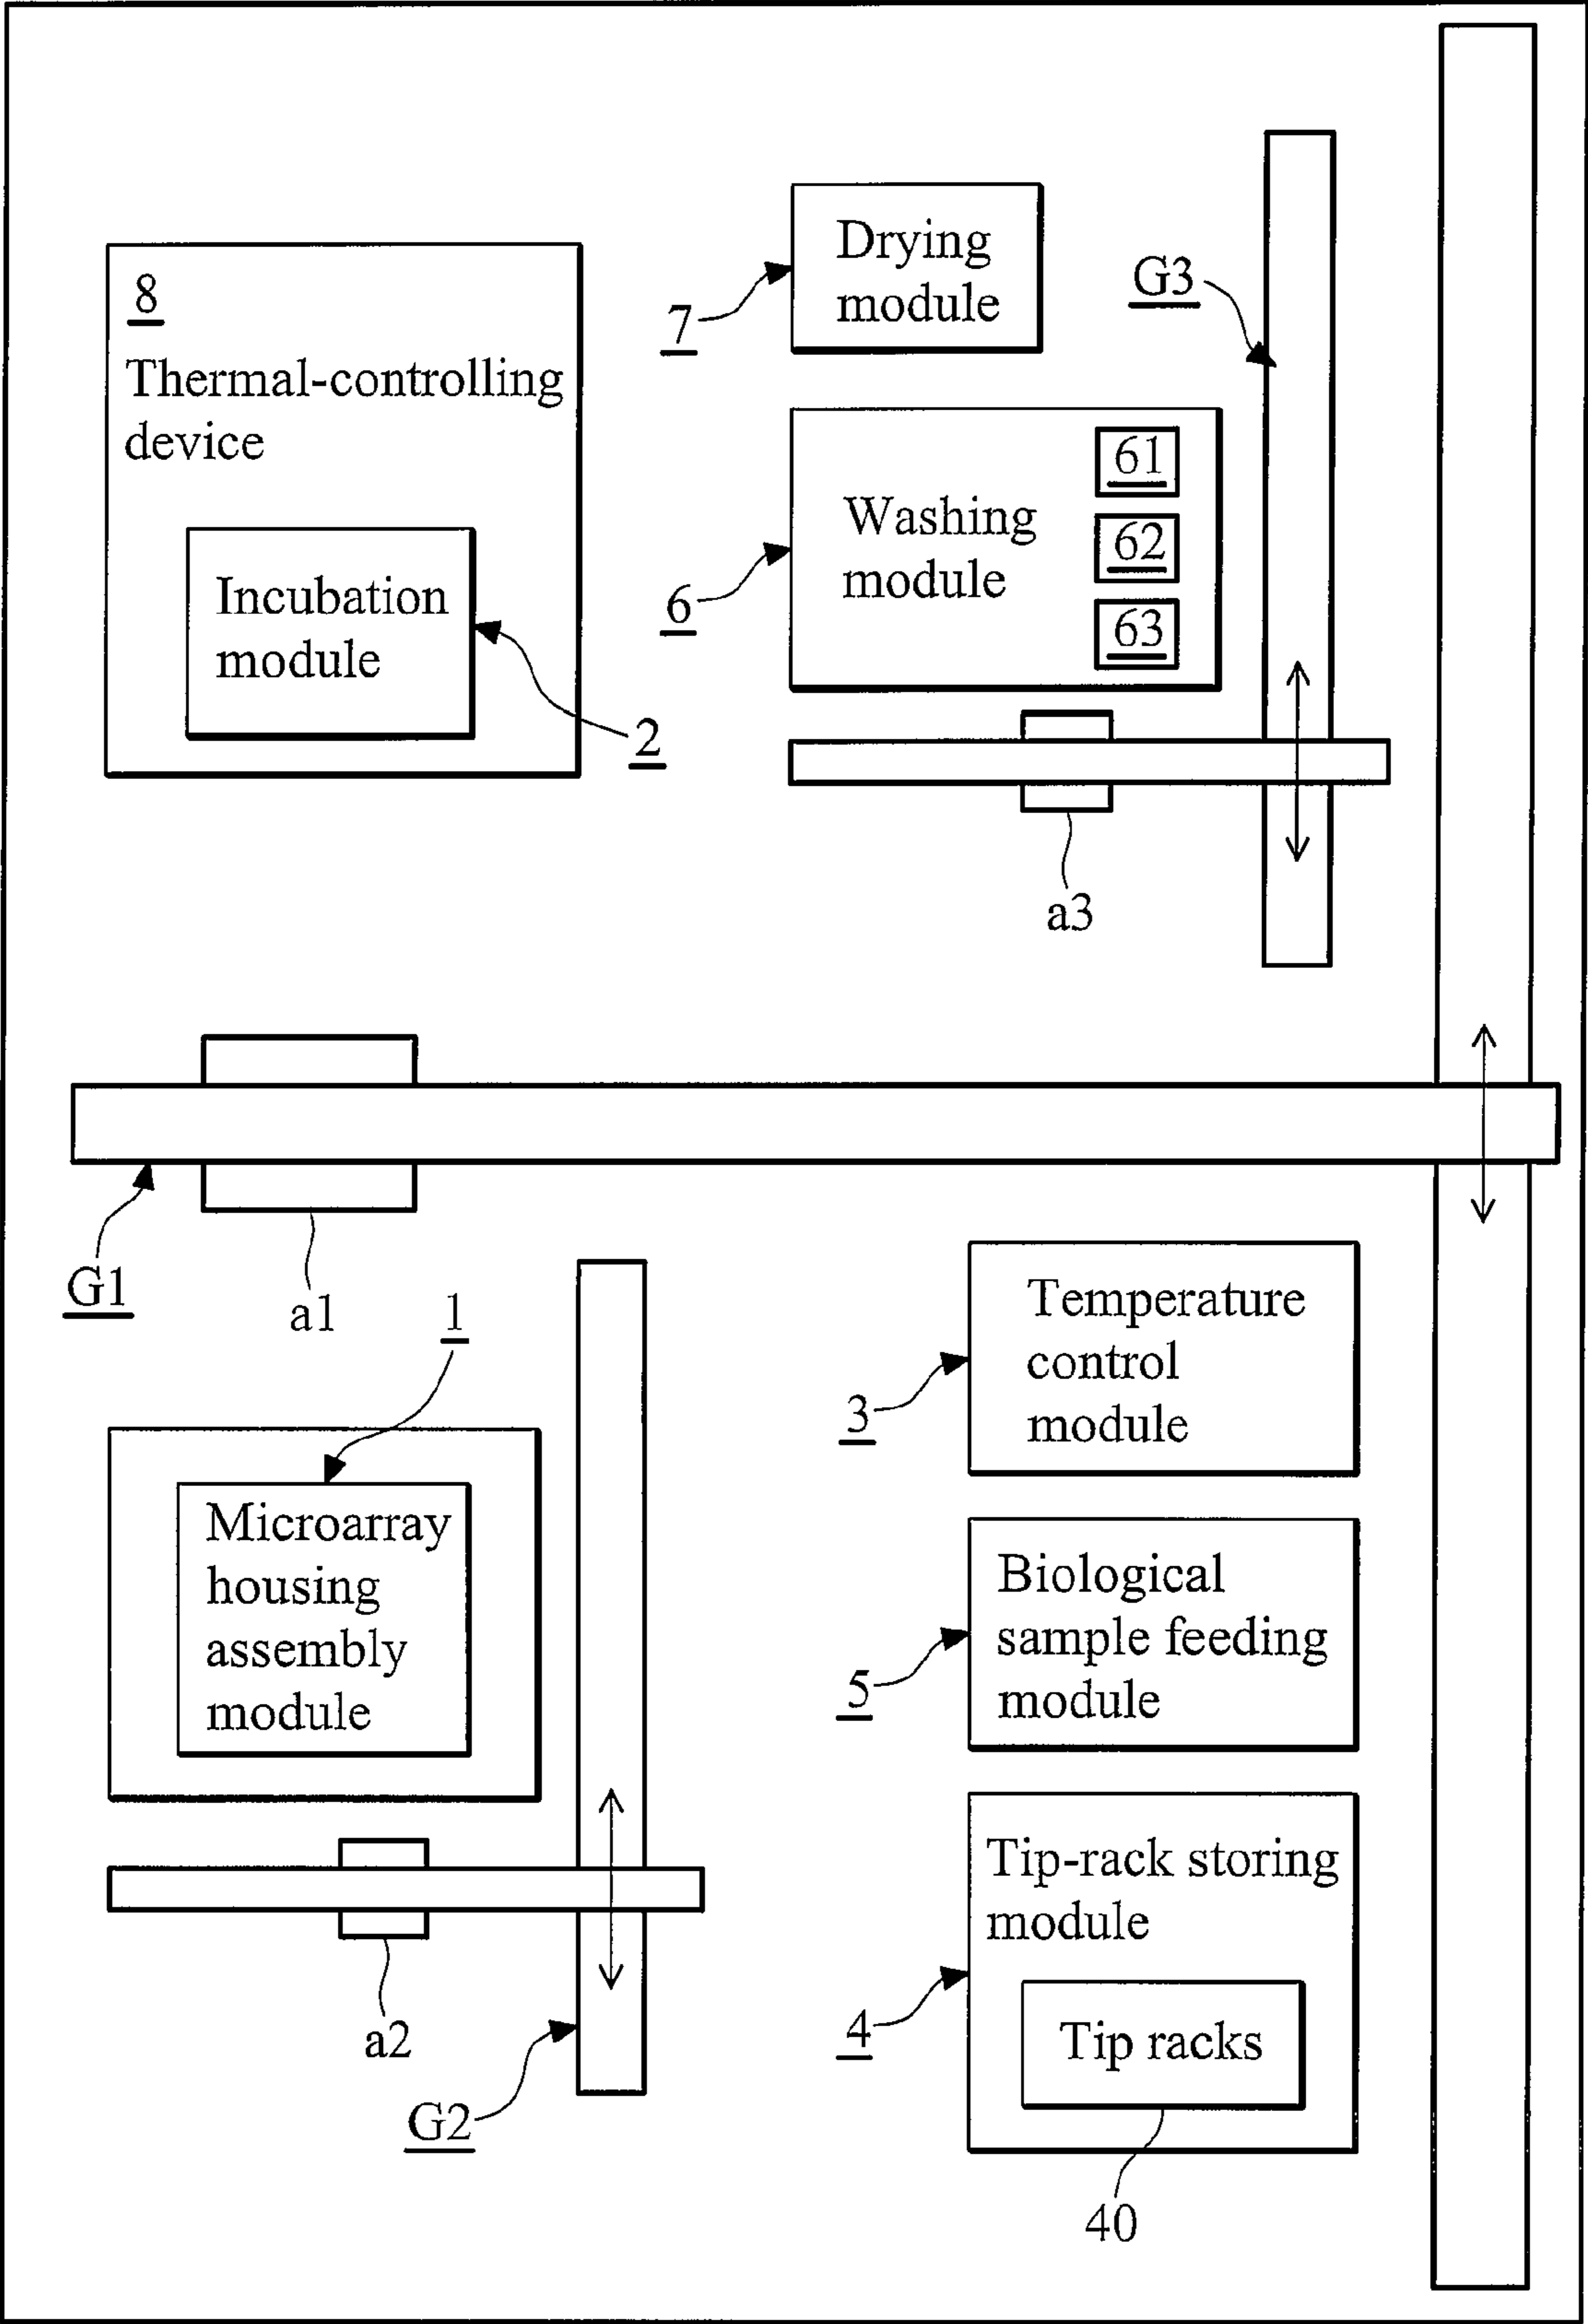 Drying
module
7
G3
8
Thermal-controlling
device
61
Washing
module
62
63
6
Incubation
module
2
a3
G1
a1
1
Temperature
control
module
3
Microarray
housing
assembly
module
Biological
sample feeding
module
5
Tip-rack storing
module
4
Tip racks
a2
G2
40